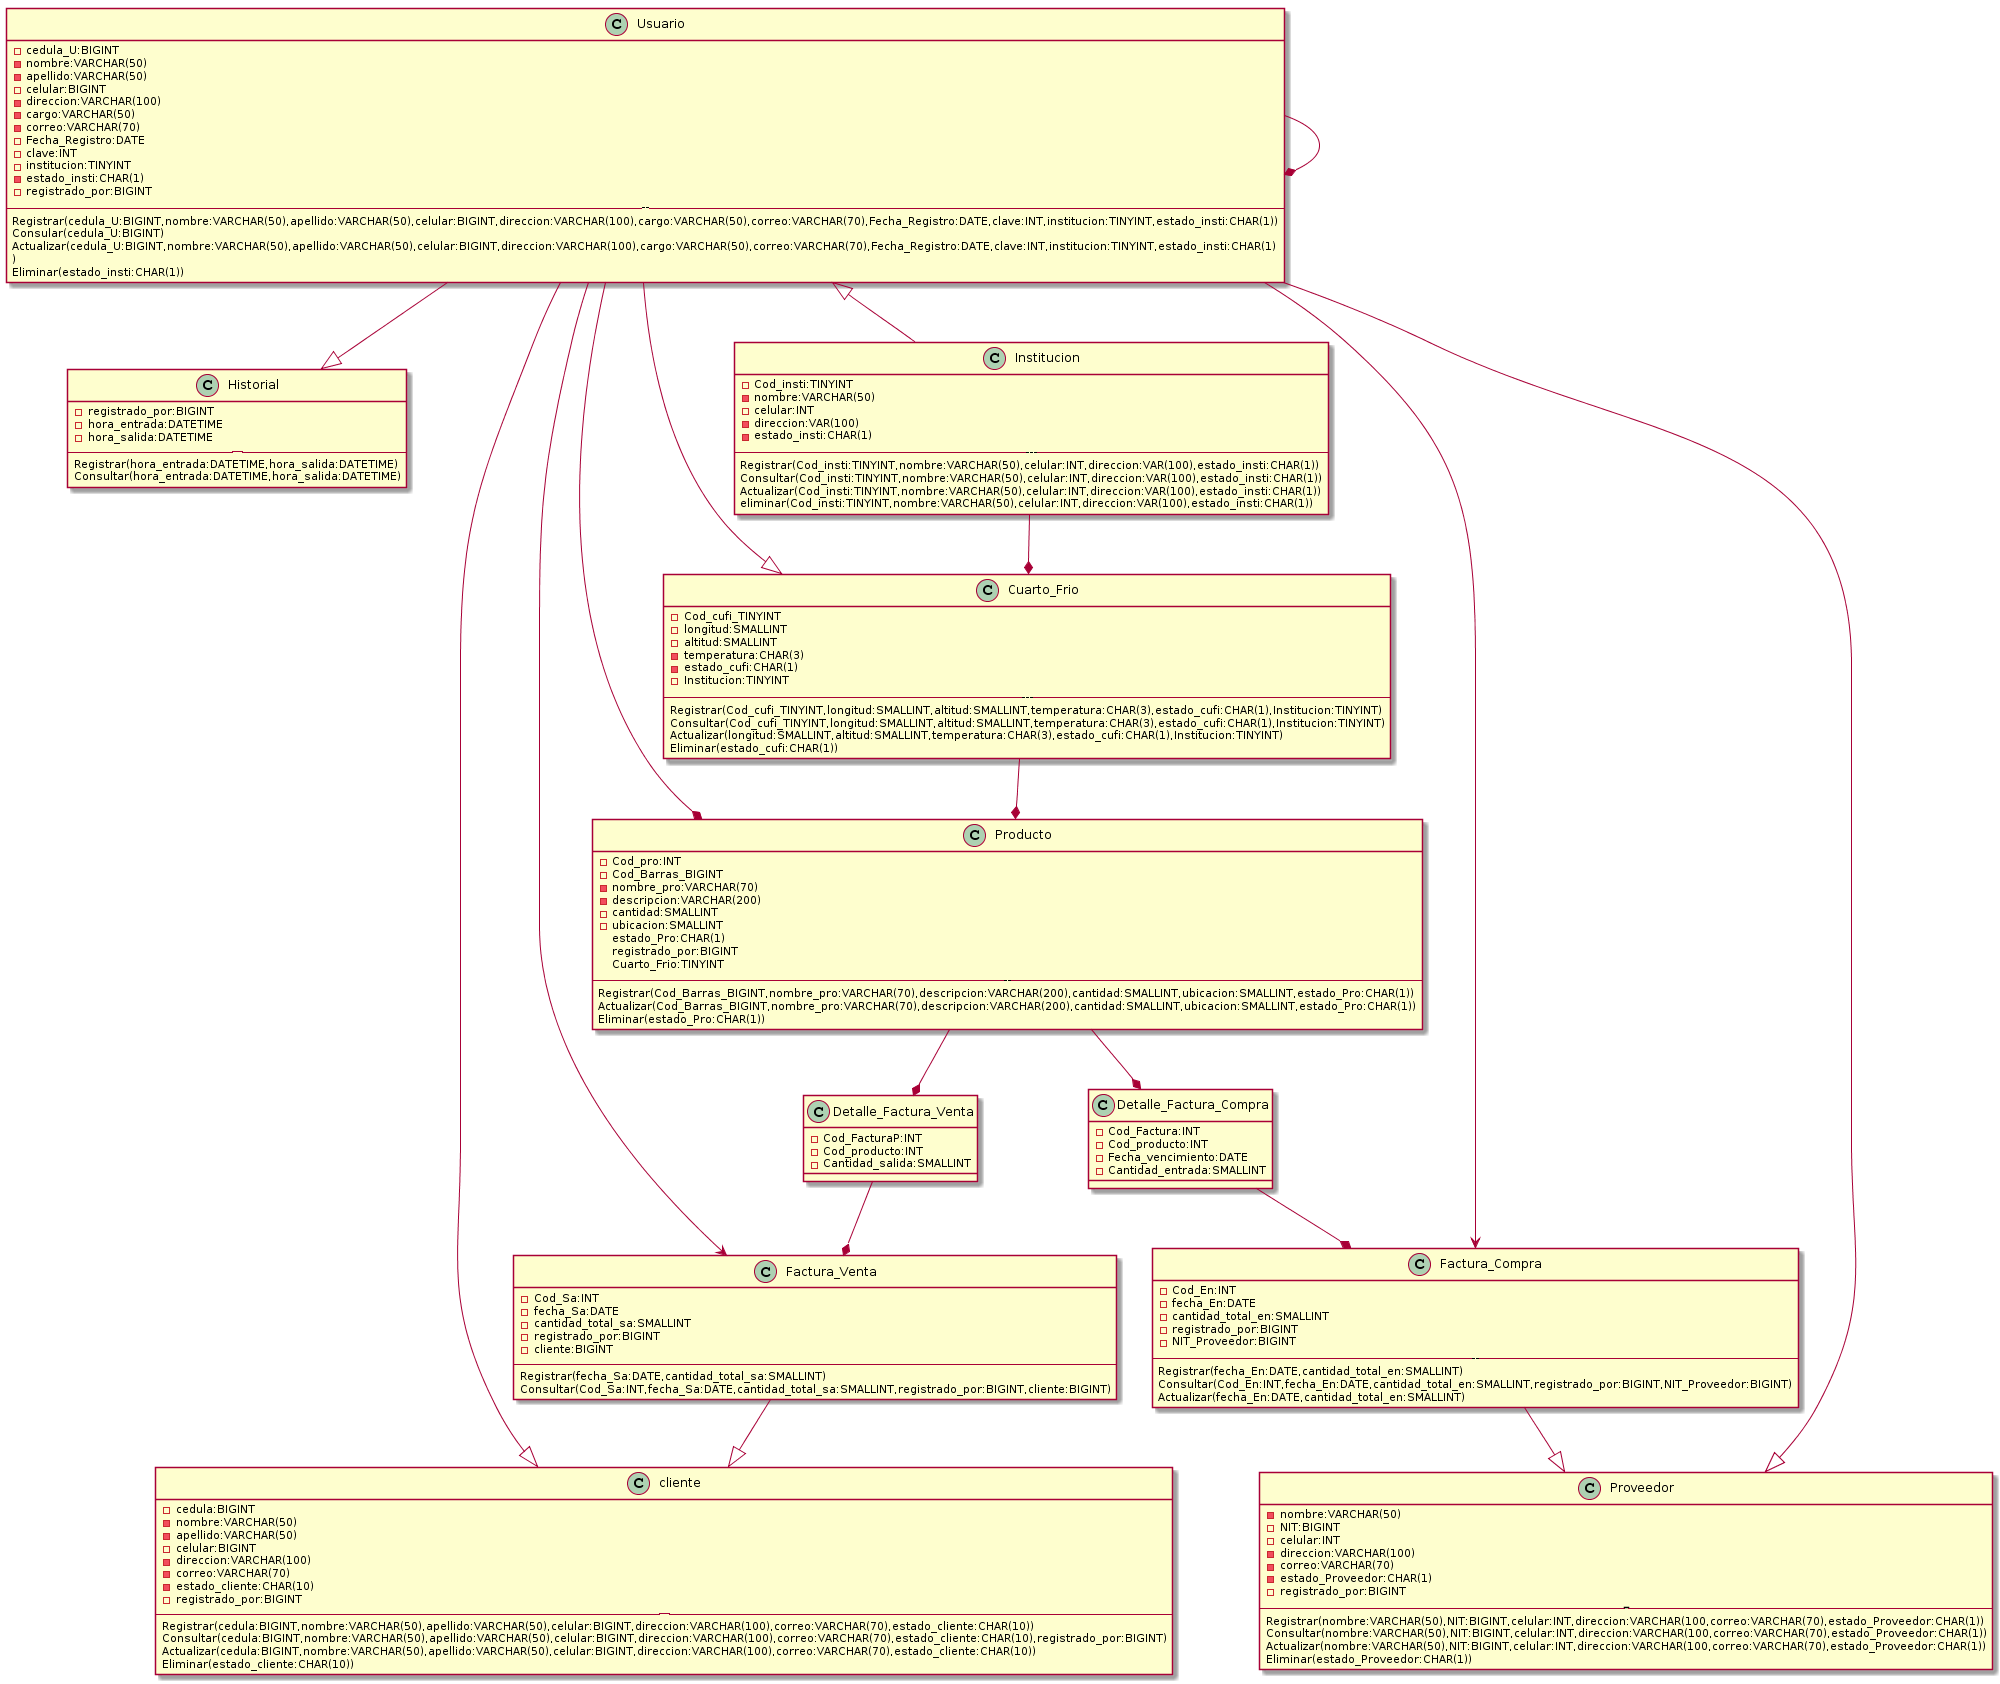 C Usuario
cedula_U:BIGINT
nombre:VARCHAR(50)
apellido:VARCHAR(50)
celular:BIGINT
direccion:VARCHAR(100)
cargo:VARCHAR(50)
correo:VARCHAR(70)
Fecha_Registro:DATE
clave:INT
institucion:TINYINT
estado_insti:CHAR(1)
registrado_por:BIGINT
Registrar(cedula_U:BIGINT,nombre:VARCHAR(50),apellido:VARCHAR(50),celular:BIGINT,direccion:VARCHAR(100),cargo:VARCHAR(50),correo:VARCHAR(70),Fecha_Registro:DATE,clave:INT,institucion:TINYINT,estado_insti:CHAR(1))
Consular(cedula_U:BIGINT)
Actualizar(cedula_U:BIGINT,nombre:VARCHAR(50),apellido:VARCHAR(50),celular:BIGINT,direccion:VARCHAR(100),cargo:VARCHAR(50),correo:VARCHAR(70),Fecha_Registro:DATE,clave:INT,institucion:TINYINT,estado_insti:CHAR(1)
)
Eliminar(estado_insti:CHAR(1))
C Historial
registrado_por:BIGINT
hora_entrada:DATETIME
hora_salida:DATETIME
Registrar(hora_entrada:DATETIME,hora_salida:DATETIME)
Consultar(hora_entrada:DATETIME,hora_salida:DATETIME)
C Institucion
Cod_insti:TINYINT
nombre:VARCHAR(50)
celular:INT
direccion:VAR(100)
estado_insti:CHAR(1)
Registrar(Cod_insti:TINYINT,nombre:VARCHAR(50),celular:INT,direccion:VAR(100),estado_insti:CHAR(1))
Consultar(Cod_insti:TINYINT,nombre:VARCHAR(50),celular:INT,direccion:VAR(100),estado_insti:CHAR(1))
Actualizar(Cod_insti:TINYINT,nombre:VARCHAR(50),celular:INT,direccion:VAR(100),estado_insti:CHAR(1))
eliminar(Cod_insti:TINYINT,nombre:VARCHAR(50),celular:INT,direccion:VAR(100),estado_insti:CHAR(1))
C Cuarto_Frio
Cod_cufi_TINYINT
longitud:SMALLINT
altitud:SMALLINT
temperatura:CHAR(3)
estado_cufi:CHAR(1)
Institucion:TINYINT
Registrar(Cod_cufi_TINYINT,longitud:SMALLINT,altitud:SMALLINT,temperatura:CHAR(3),estado_cufi:CHAR(1),Institucion:TINYINT)
Consultar(Cod_cufi_TINYINT,longitud:SMALLINT,altitud:SMALLINT,temperatura:CHAR(3),estado_cufi:CHAR(1),Institucion:TINYINT)
Actualizar(longitud:SMALLINT,altitud:SMALLINT,temperatura:CHAR(3),estado_cufi:CHAR(1),Institucion:TINYINT)
Eliminar(estado_cufi:CHAR(1))
C Producto
Cod_pro:INT
Cod_Barras_BIGINT
nombre_pro:VARCHAR(70)
descripcion:VARCHAR(200)
cantidad:SMALLINT
ubicacion:SMALLINT
estado_Pro:CHAR(1)
registrado_por:BIGINT
Cuarto_Frio:TINYINT
Registrar(Cod_Barras_BIGINT,nombre_pro:VARCHAR(70),descripcion:VARCHAR(200),cantidad:SMALLINT,ubicacion:SMALLINT,estado_Pro:CHAR(1))
Actualizar(Cod_Barras_BIGINT,nombre_pro:VARCHAR(70),descripcion:VARCHAR(200),cantidad:SMALLINT,ubicacion:SMALLINT,estado_Pro:CHAR(1))
Eliminar(estado_Pro:CHAR(1))
C Detalle_Factura_Venta
Cod_FacturaP:INT
Cod_producto:INT
Cantidad_salida:SMALLINT
C Detalle_Factura_Compra
Cod_Factura:INT
Cod_producto:INT
Fecha_vencimiento:DATE
Cantidad_entrada:SMALLINT
C Factura_Venta
Cod_Sa:INT
fecha_Sa:DATE
cantidad_total_sa:SMALLINT
registrado_por:BIGINT
cliente:BIGINT
Registrar(fecha_Sa:DATE,cantidad_total_sa:SMALLINT)
Consultar(Cod_Sa:INT,fecha_Sa:DATE,cantidad_total_sa:SMALLINT,registrado_por:BIGINT,cliente:BIGINT)
C Factura_Compra
Cod_En:INT
fecha_En:DATE
cantidad_total_en:SMALLINT
registrado_por:BIGINT
NIT_Proveedor:BIGINT
Registrar(fecha_En:DATE,cantidad_total_en:SMALLINT)
Consultar(Cod_En:INT,fecha_En:DATE,cantidad_total_en:SMALLINT,registrado_por:BIGINT,NIT_Proveedor:BIGINT)
Actualizar(fecha_En:DATE,cantidad_total_en:SMALLINT)
C cliente
cedula:BIGINT
nombre:VARCHAR(50)
apellido:VARCHAR(50)
celular:BIGINT
direccion:VARCHAR(100)
correo:VARCHAR(70)
estado_cliente:CHAR(10)
registrado_por:BIGINT
Registrar(cedula:BIGINT,nombre:VARCHAR(50),apellido:VARCHAR(50),celular:BIGINT,direccion:VARCHAR(100),correo:VARCHAR(70),estado_cliente:CHAR(10))
Consultar(cedula:BIGINT,nombre:VARCHAR(50),apellido:VARCHAR(50),celular:BIGINT,direccion:VARCHAR(100),correo:VARCHAR(70),estado_cliente:CHAR(10),registrado_por:BIGINT)
Actualizar(cedula:BIGINT,nombre:VARCHAR(50),apellido:VARCHAR(50),celular:BIGINT,direccion:VARCHAR(100),correo:VARCHAR(70),estado_cliente:CHAR(10))
Eliminar(estado_cliente:CHAR(10))
C Proveedor
nombre:VARCHAR(50)
NIT:BIGINT
celular:INT
direccion:VARCHAR(100)
correo:VARCHAR(70)
estado_Proveedor:CHAR(1)
registrado_por:BIGINT
Registrar(nombre:VARCHAR(50),NIT:BIGINT,celular:INT,direccion:VARCHAR(100,correo:VARCHAR(70),estado_Proveedor:CHAR(1))
Consultar(nombre:VARCHAR(50),NIT:BIGINT,celular:INT,direccion:VARCHAR(100,correo:VARCHAR(70),estado_Proveedor:CHAR(1))
Actualizar(nombre:VARCHAR(50),NIT:BIGINT,celular:INT,direccion:VARCHAR(100,correo:VARCHAR(70),estado_Proveedor:CHAR(1))
Eliminar(estado_Proveedor:CHAR(1))